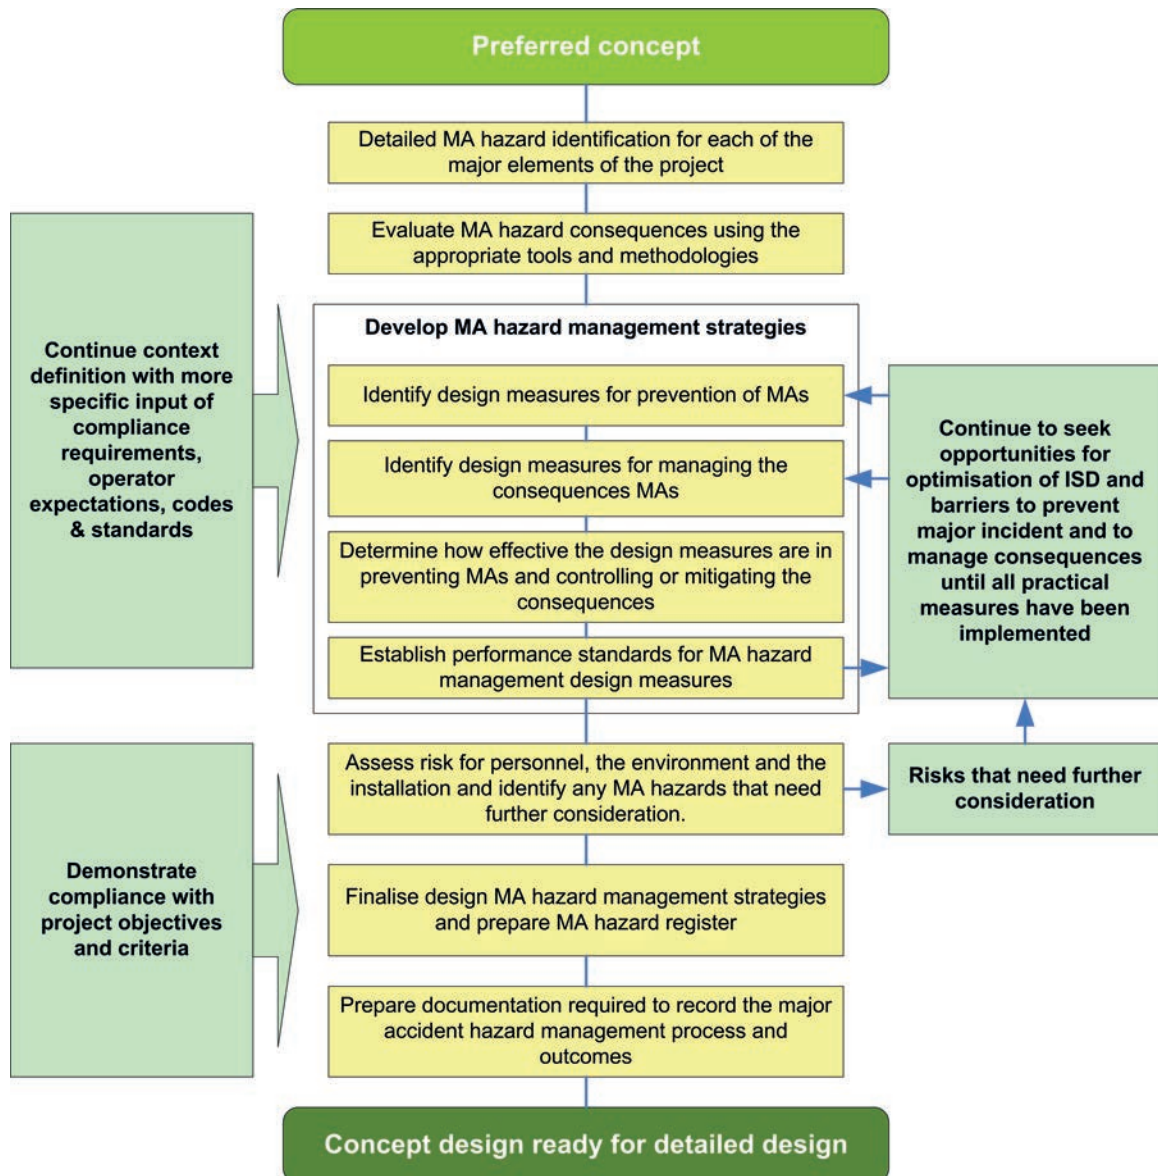 Preferred concept
Detailed MA hazard identification for each of the
major elements of the project
Evaluate MA hazard consequences using the
appropriate tools and methodologies
Continue context
definition with more
specific input of
compliance
requirements,
operator
expectations, codes
& standards
Develop MA hazard management strategies
Identify design measures for prevention of MAs
Identify design measures for managing the
consequences MAs
Determine how effective the design measures are in
preventing MAs and controlling or mitigating the
consequences
Establish performance standards for MA hazard
management design measures
Continue to seek
opportunities for
optimisation of ISD and
barriers to prevent
major incident and to
manage consequences
until all practical
measures have been
implemented
Assess risk for personnel, the environment and the
installation and identify any MA hazards that need
further consideration.
Risks that need further
consideration
Demonstrate
compliance with
project objectives
and criteria
Finalise design MA hazard management strategies
and prepare MA hazard register
Prepare documentation required to record the major
accident hazard management process and
outcomes
Concept design ready for detailed design